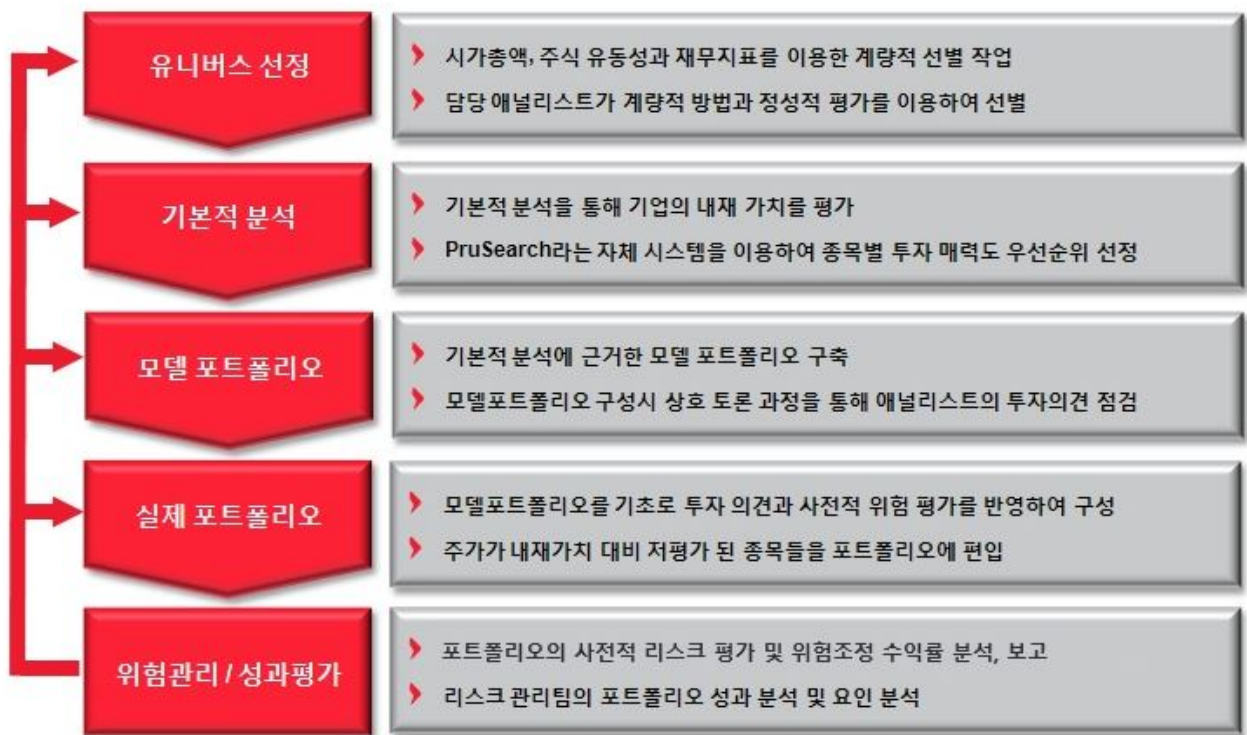 유니버스 선정
시가총액, 주식 유동성과 재무지표를 이용한 계량적 선별 작업
담당 애널리스트가 계량적 방법과 정성적 평가를 이용하여 선별
기본적 분석
기본적 분석을 통해 기업의 내재 가치를 평가
PruSearch라는 자체 시스템을 이용하여 종목별 투자 매력도 우선순위 선정
모델 포트폴리오
기본적 분석에 근거한 모델 포트폴리오 구축
모델포트폴리오 구성시 상호 토론 과정을 통해 애널리스트의 투자의견 점검
실제 포트폴리오
모델포트폴리오를 기초로 투자 의견과 사전적 위험 평가를 반영하여 구성
주가가 내재가치 대비 저평가 된 종목들을 포트폴리오에 편입
위험관리 / 성과평가
포트폴리오의 사전적 리스크 평가 및 위험조정 수익률 분석, 보고
리스크 관리팀의 포트폴리오 성과 분석 및 요인 분석